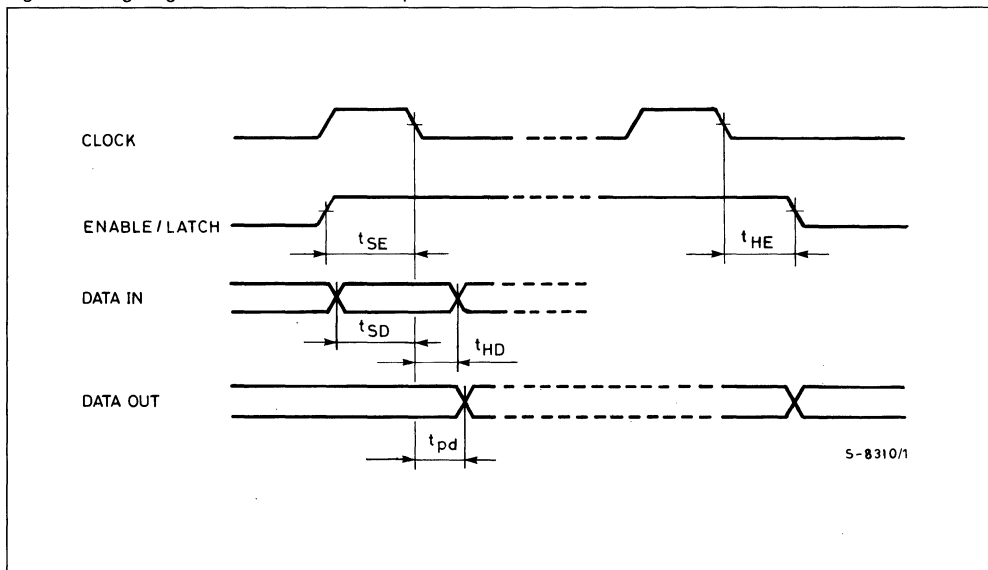 CLOCK
ENABLE/LATCH
tSE
tHE
DATA IN
tSD
tHD
DATA OUT
tpd
S-8310/1